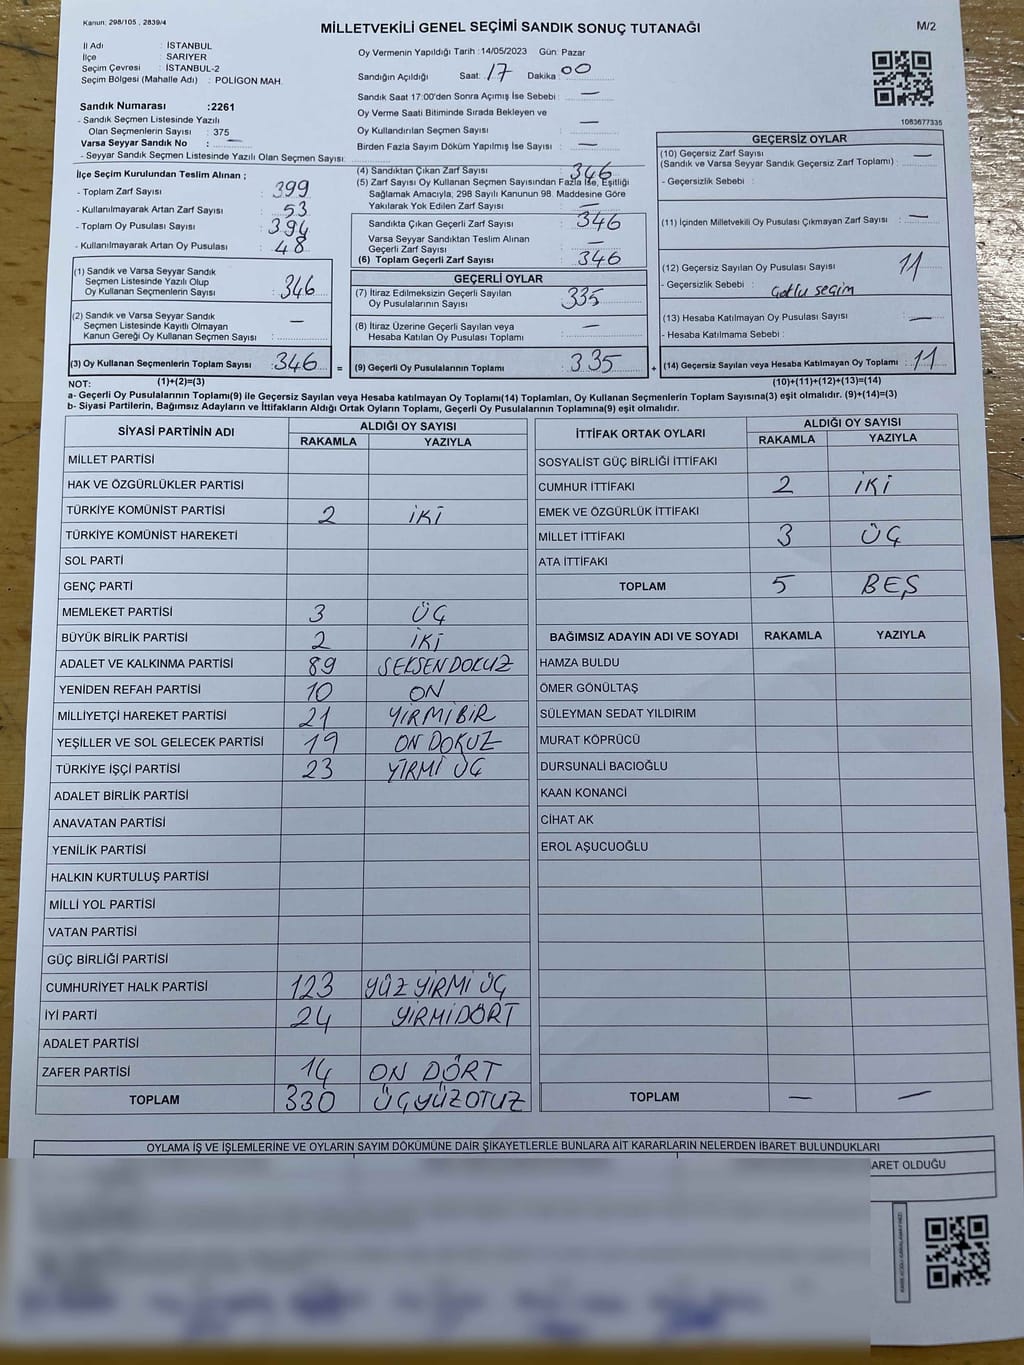 Kanun: 298/105 , 2839/4
MİLLETVEKİLİ GENEL SEÇİMİ SANDIK SONUÇ TUTANAĞI
M/2
İl Adı : İSTANBUL
İlçe : SARIYER
Seçim Çevresi : İSTANBUL-2
Seçim Bölgesi (Mahalle Adı) : POLİGON MAH.
Sandık Numarası :2261
- Sandık Seçmen Listesinde Yazılı
Olan Seçmenlerin Sayısı : 375
Varsa Seyyar Sandık No : —
- Seyyar Sandık Seçmen Listesinde Yazılı Olan Seçmen Sayısı:
Oy Vermenin Yapıldığı Tarih :14/05/2023 Gün: Pazar
Sandığın Açıldığı Saat: 17 Dakika : 00
Sandık Saat 17:00'den Sonra Açımış İse Sebebi : —
Oy Verme Saati Bitiminde Sırada Bekleyen ve
Oy Kullandırılan Seçmen Sayısı : —
Birden Fazla Sayım Döküm Yapılmış İse Sayısı : —
1083677335
İlçe Seçim Kurulundan Teslim Alınan ;
- Toplam Zarf Sayısı : 399
- Kullanılmayarak Artan Zarf Sayısı : 53
- Toplam Oy Pusulası Sayısı : 394
- Kullanılmayarak Artan Oy Pusulası : 48
(1) Sandık ve Varsa Seyyar Sandık
Seçmen Listesinde Yazılı Olup
Oy Kullanan Seçmenlerin Sayısı : 346
(2) Sandık ve Varsa Seyyar Sandık
Seçmen Listesinde Kayıtlı Olmayan
Kanun Gereği Oy Kullanan Seçmen Sayısı : —
(3) Oy Kullanan Seçmenlerin Toplam Sayısı : 346 =
(4) Sandıktan Çıkan Zarf Sayısı : 346
(5) Zarf Sayısı Oy Kullanan Seçmen Sayısından Fazla İse, Eşitliği
Sağlamak Amacıyla, 298 Sayılı Kanunun 98. Maddesine Göre
Yakılarak Yok Edilen Zarf Sayısı : —
Sandıkta Çıkan Geçerli Zarf Sayısı : 346
Varsa Seyyar Sandıktan Teslim Alınan
Geçerli Zarf Sayısı : —
(6) Toplam Geçerli Zarf Sayısı : 346
GEÇERLİ OYLAR
(7) İtiraz Edilmeksizin Geçerli Sayılan
Oy Pusulalarının Sayısı : 335
(8) İtiraz Üzerine Geçerli Sayılan veya
Hesaba Katılan Oy Pusulası Toplamı : —
(9) Geçerli Oy Pusulalarının Toplamı : 335 +
GEÇERSİZ OYLAR
(10) Geçersiz Zarf Sayısı
(Sandık ve Varsa Seyyar Sandık Geçersiz Zarf Toplamı) : —
- Geçersizlik Sebebi :
(11) İçinden Milletvekili Oy Pusulası Çıkmayan Zarf Sayısı : —
(12) Geçersiz Sayılan Oy Pusulası Sayısı : 11
- Geçersizlik Sebebi : Çoklu seçim
(13) Hesaba Katılmayan Oy Pusulası Sayısı : —
- Hesaba Katılmama Sebebi :
(14) Geçersiz Sayılan veya Hesaba Katılmayan Oy Toplamı : 11
NOT: (1)+(2)=(3) (10)+(11)+(12)+(13)=(14)
a- Geçerli Oy Pusulalarının Toplamı(9) ile Geçersiz Sayılan veya Hesaba Katılmayan oy Toplamı(14) Toplamları, Oy Kullanan Seçmenlerin Toplam Sayısına(3) eşit olmalıdır. (9)+(14)=(3)
b- Siyasi Partilerin, Bağımsız Adayların ve İttifakların Aldığı Ortak Oyların Toplamı, Geçerli Oy Pusulalarının Toplamına(9) eşit olmalıdır.
SİYASİ PARTİNİN ADI ALDIĞI OY SAYISI
RAKAMLA YAZIYLA
MİLLET PARTİSİ
HAK VE ÖZGÜRLÜKLER PARTİSİ
TÜRKİYE KOMÜNİST PARTİSİ 2 İKİ
TÜRKİYE KOMÜNİST HAREKETİ
SOL PARTİ
GENÇ PARTİ
MEMLEKET PARTİSİ 3 ÜÇ
BÜYÜK BİRLİK PARTİSİ 2 İKİ
ADALET VE KALKINMA PARTİSİ 89 SEKSENDOKUZ
YENİDEN REFAH PARTİSİ 10 ON
MİLLİYETÇİ HAREKET PARTİSİ 21 YİRMİBİR
YEŞİLLER VE SOL GELECEK PARTİSİ 19 ON DOKUZ
TÜRKİYE İŞÇİ PARTİSİ 23 YİRMİ ÜÇ
ADALET BİRLİK PARTİSİ
ANAVATAN PARTİSİ
YENİLİK PARTİSİ
HALKIN KURTULUŞ PARTİSİ
MİLLİ YOL PARTİSİ
VATAN PARTİSİ
GÜÇ BİRLİĞİ PARTİSİ
CUMHURİYET HALK PARTİSİ 123 YÜZ YİRMİ ÜÇ
İYİ PARTİ 24 YİRMİDÖRT
ADALET PARTİSİ
ZAFER PARTİSİ 14 ON DÖRT
TOPLAM 330 ÜÇYÜZOTUZ
İTTİFAK ORTAK OYLARI ALDIĞI OY SAYISI
RAKAMLA YAZIYLA
SOSYALİST GÜÇ BİRLİĞİ İTTİFAKI
CUMHUR İTTİFAKI 2 İKİ
EMEK VE ÖZGÜRLÜK İTTİFAKI
MİLLET İTTİFAKI 3 ÜÇ
ATA İTTİFAKI
TOPLAM 5 BEŞ
BAĞIMSIZ ADAYIN ADI VE SOYADI RAKAMLA YAZIYLA
HAMZA BULDU
ÖMER GÖNÜLTAŞ
SÜLEYMAN SEDAT YILDIRIM
MURAT KÖPRÜCÜ
DURSUNALİ BACIOĞLU
KAAN KONANCİ
CİHAT AK
EROL AŞUCUOĞLU
TOPLAM — —
OYLAMA İŞ VE İŞLEMLERİNE VE OYLARIN SAYIM DÖKÜMÜNE DAİR ŞİKAYETLERLE BUNLARA AİT KARARLARIN NELERDEN İBARET BULUNDUKLARI
ARET OLDUĞU